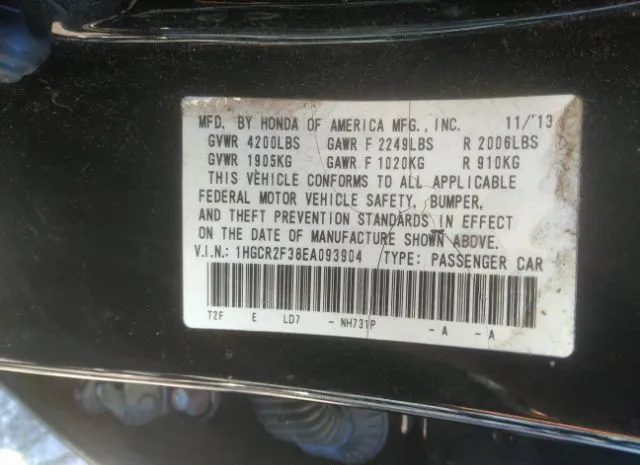 MFD. BY HONDA OF AMERICA MFG., INC. 11/'13
GVWR 4200LBS GAWR F 2249LBS R 2006LBS
GVWR 1905KG GAWR F 1020KG R 910KG
THIS VEHICLE CONFORMS TO ALL APPLICABLE
FEDERAL MOTOR VEHICLE SAFETY, BUMPER,
AND THEFT PREVENTION STANDARDS IN EFFECT
ON THE DATE OF MANUFACTURE SHOWN ABOVE.
V.I.N.: 1HGCR2F38EA093904 TYPE: PASSENGER CAR
T2F E LD7 - NH731P - A - A